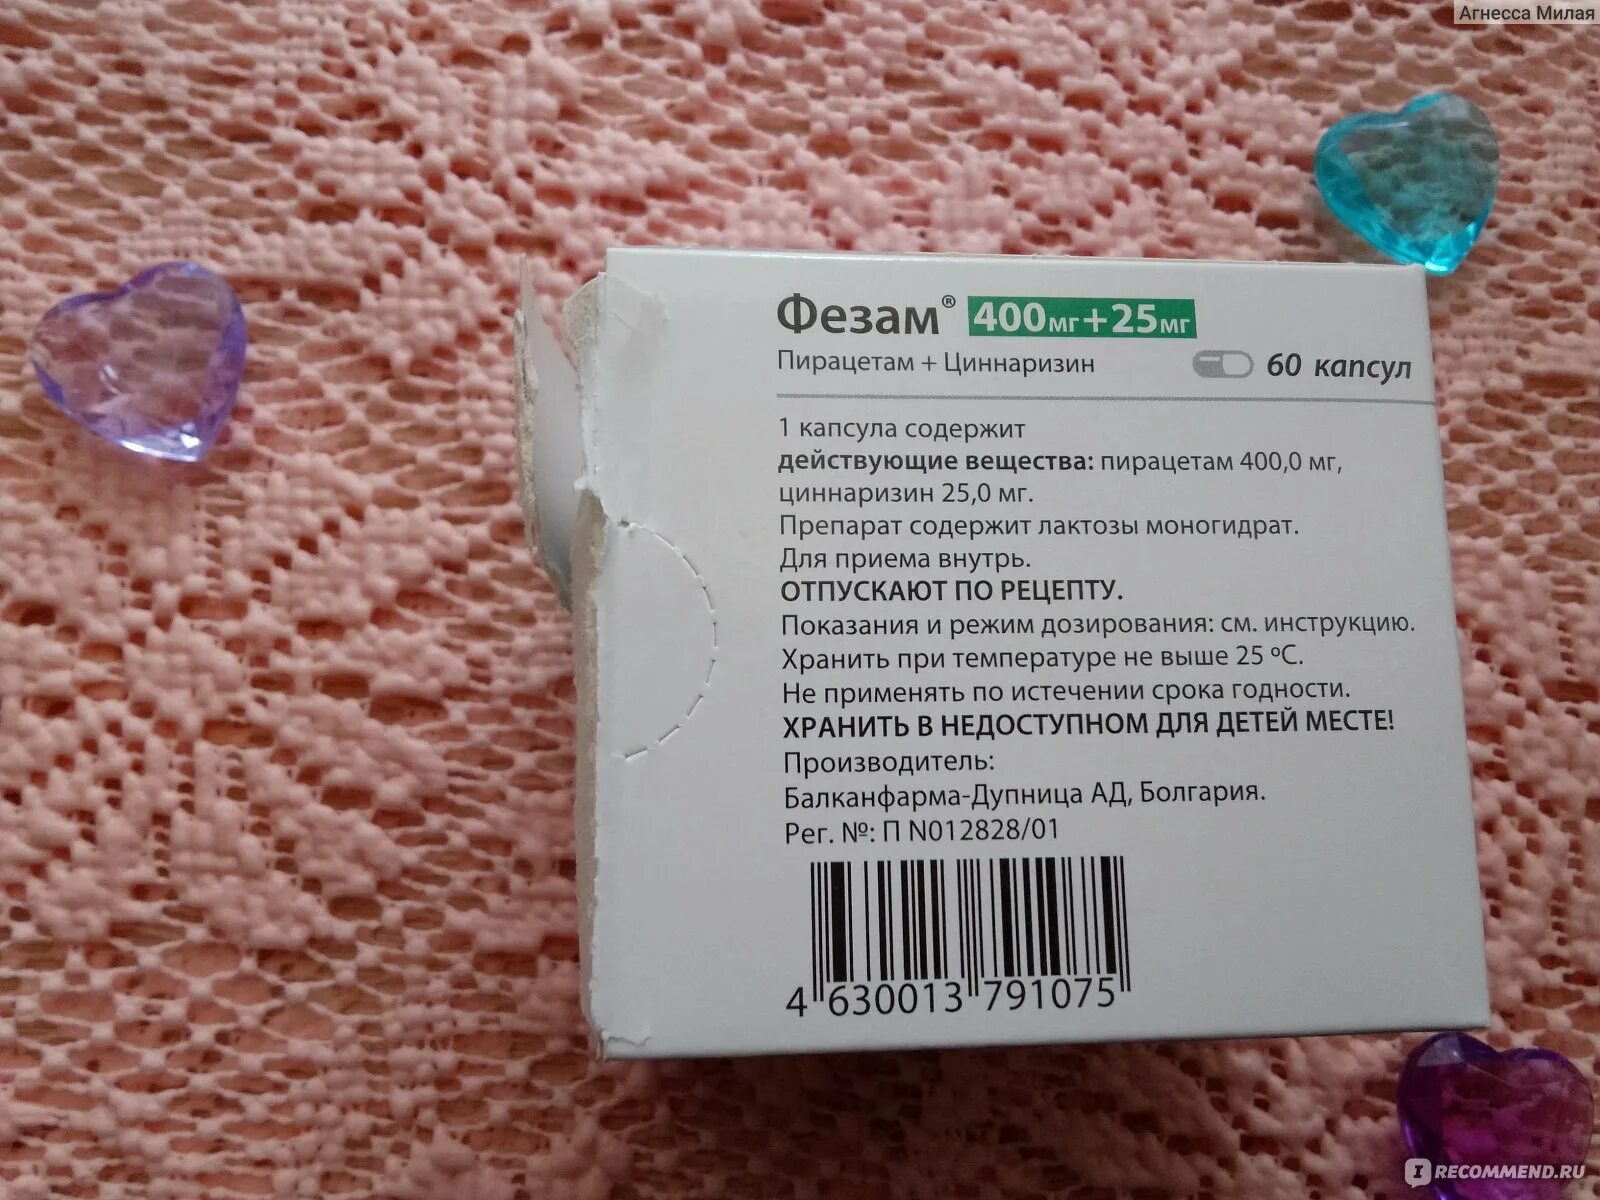 Агнесса Милая
Фезам® 400мг+25мг
Пирацетам + Циннаризин
60 капсул
1 капсула содержит
действующие вещества: пирацетам 400,0 мг,
циннаризин 25,0 мг.
Препарат содержит лактозы моногидрат.
Для приема внутрь.
ОТПУСКАЮТ ПО РЕЦЕПТУ.
Показания и режим дозирования: см. инструкцию.
Хранить при температуре не выше 25 ºС.
Не применять по истечении срока годности.
ХРАНИТЬ В НЕДОСТУПНОМ ДЛЯ ДЕТЕЙ МЕСТЕ!
Производитель:
Балканфарма-Дупница АД, Болгария.
Рег. №: П N012828/01
4 630013 791075
IRECOMMEND.RU